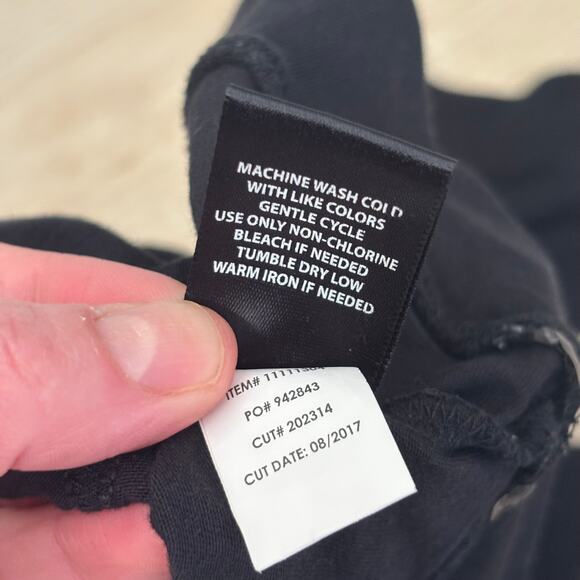 MACHINE WASH COLD
WITH LIKE COLORS
GENTLE CYCLE
USE ONLY NON-CHLORINE
BLEACH IF NEEDED
TUMBLE DRY LOW
WARM IRON IF NEEDED
ITEM#
PO# 942843
CUT# 202314
CUT DATE: 08/2017